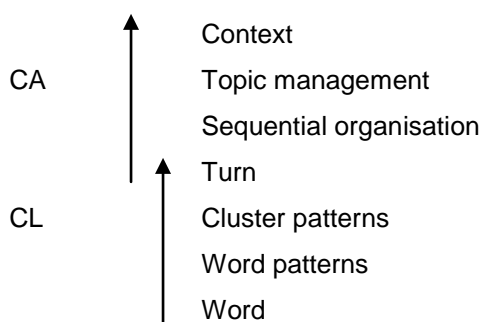 Context
CA Topic management
Sequential organisation
Turn
CL Cluster patterns
Word patterns
Word